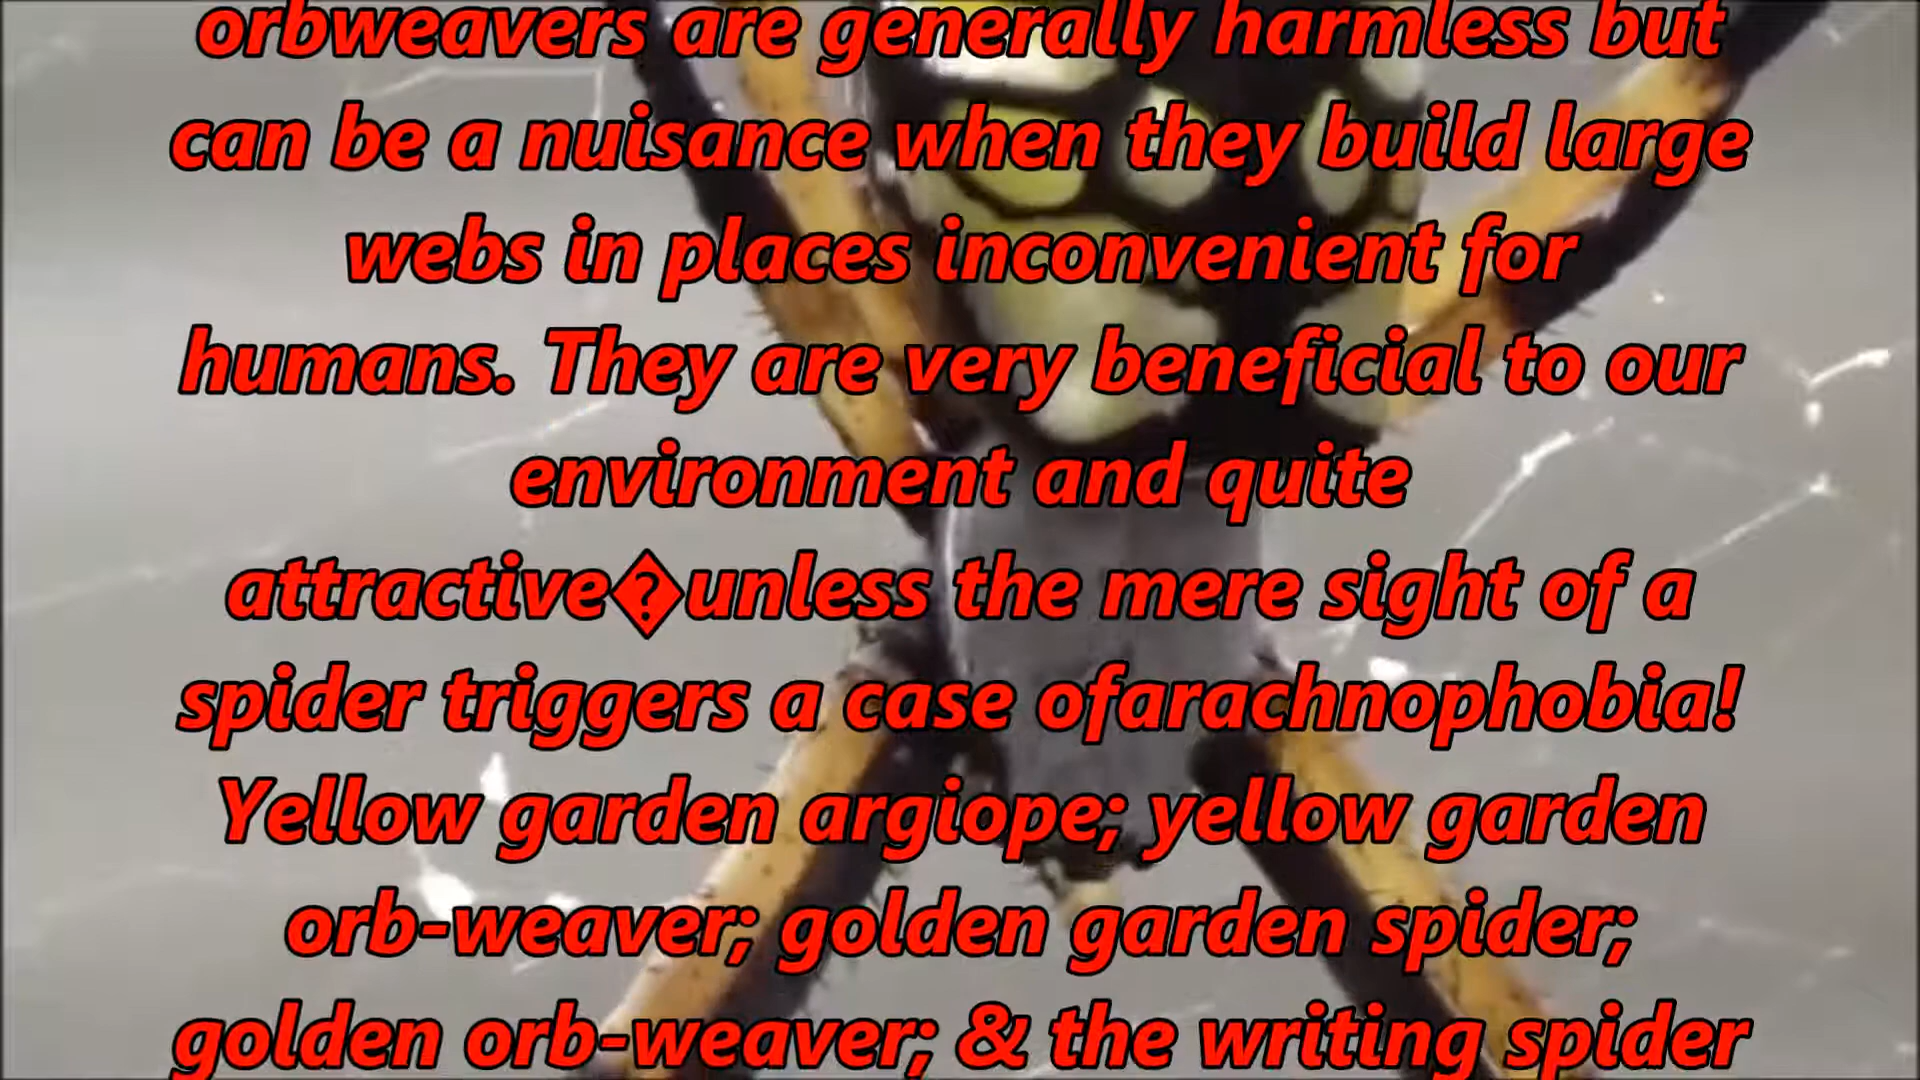 orbweavers are generally harmless but
can be a nuisance when they build large
webs in places inconvenient for
humans. They are very beneficial to our
environment and quite
attractive�unless the mere sight of a
spider triggers a case ofarachnophobia!
Yellow garden argiope; yellow garden
orb-weaver; golden garden spider;
golden orb-weaver; & the writing spider